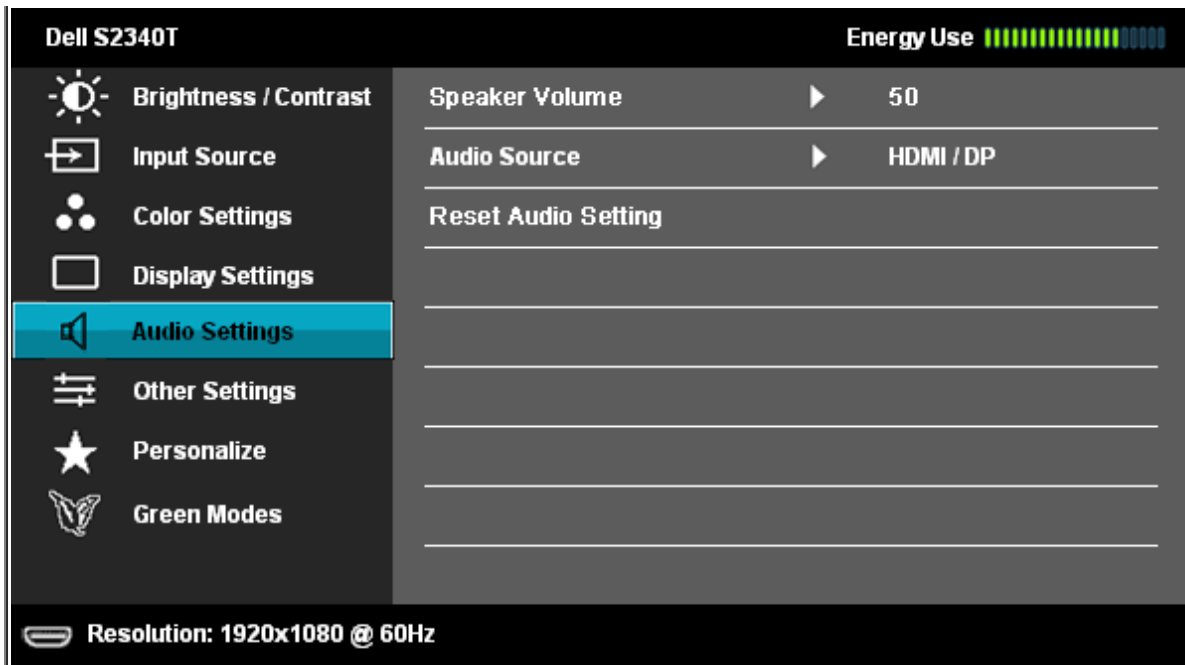 Dell S2340T Energy Use
Brightness / Contrast Speaker Volume 50
Input Source Audio Source HDMI / DP
Color Settings Reset Audio Setting
Display Settings
Audio Settings
Other Settings
Personalize
Green Modes
Resolution: 1920x1080 @ 60Hz